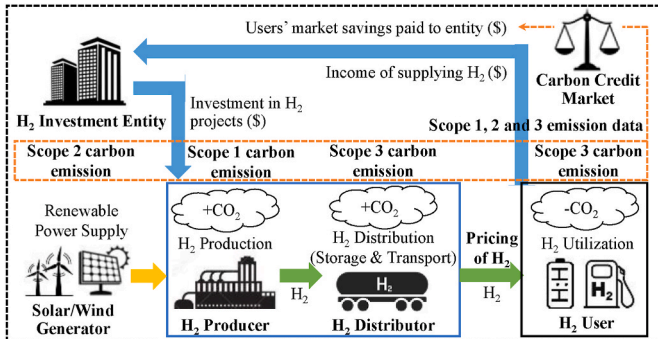 Users' market savings paid to entity ($)
Income of supplying H₂ ($)
Carbon Credit
Market
H₂ Investment Entity
Investment in H₂
projects ($)
Scope 1, 2 and 3 emission data
Scope 2 carbon
emission
Scope 1 carbon
emission
Scope 3 carbon
emission
Scope 3 carbon
emission
Renewable
Power Supply
+CO₂
H₂ Production
+CO₂
H₂ Distribution
(Storage & Transport)
Pricing
of H₂
-CO₂
H₂ Utilization
H₂
H₂
H₂
H-H
H₂
Solar/Wind
Generator
H₂ Producer
H₂ Distributor
H₂ User